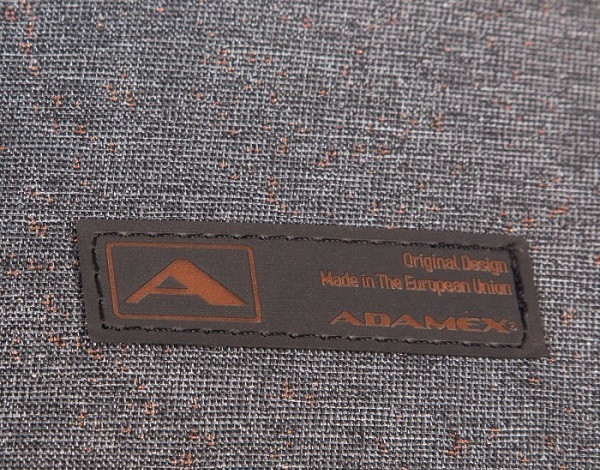 A
Original Design
Made in The European Union
ADAMEX